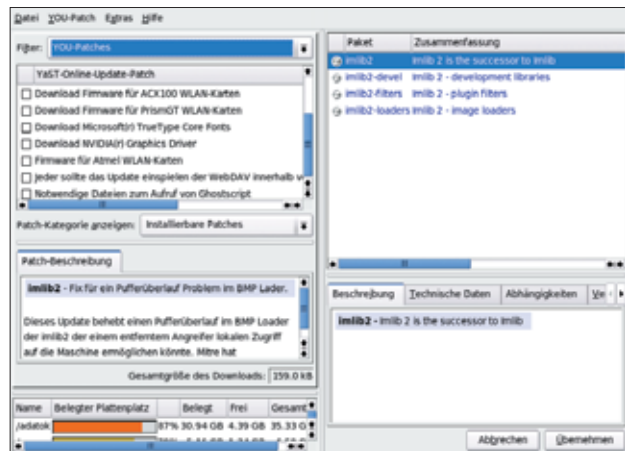 Datei YOU-Patch Extras Hilfe
Filter: YOU-Patches
YaST-Online-Update-Patch
Download Firmware für ACX100 WLAN-Karten
Download Firmware für PrismGT WLAN-Karten
Download Microsoft(r) TrueType Core Fonts
Download NVIDIA(r) Graphics Driver
Firmware für Atmel WLAN-Karten
Jeder sollte das Update einspielen der WebDAV innerhalb v
Notwendige Dateien zum Aufruf von Ghostscript
Patch-Kategorie anzeigen: Installierbare Patches
Patch-Beschreibung
imlib2 - Fix für ein Pufferüberlauf Problem im BMP Lader.
Dieses Update behebt einen Pufferüberlauf im BMP Loader
der imlib2 der einem entferntem Angreifer lokalen Zugriff
auf die Maschine ermöglichen könnte. Mitre hat
Gesamtgröße des Downloads: 159.0 kB
Name Belegter Plattenplatz Belegt Frei Gesamt
/adatok 87% 30.94 GB 4.39 GB 35.33 G
Paket Zusammenfassung
imlib2 Imlib 2 is the successor to Imlib
imlib2-devel Imlib 2 - development libraries
imlib2-filters Imlib 2 - plugin filters
imlib2-loaders Imlib 2 - image loaders
Beschreibung Technische Daten Abhängigkeiten Ve
imlib2 - Imlib 2 is the successor to Imlib
Abbrechen Übernehmen